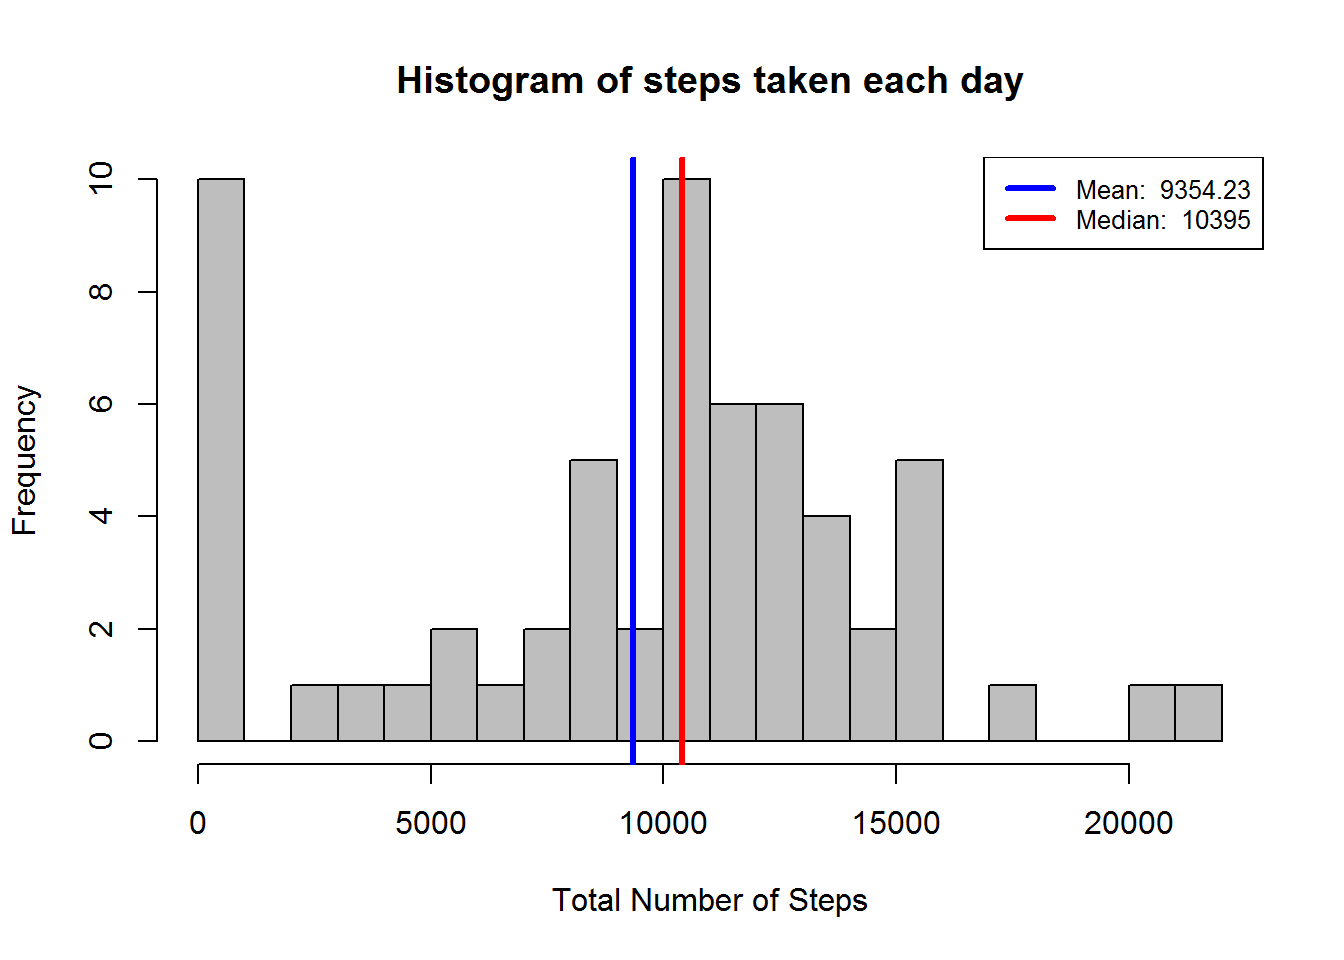 Histogram of steps taken each day
Mean:  9354.23
Median:  10395
Frequency
10
8
6
4
2
0
0 5000 10000 15000 20000
Total Number of Steps